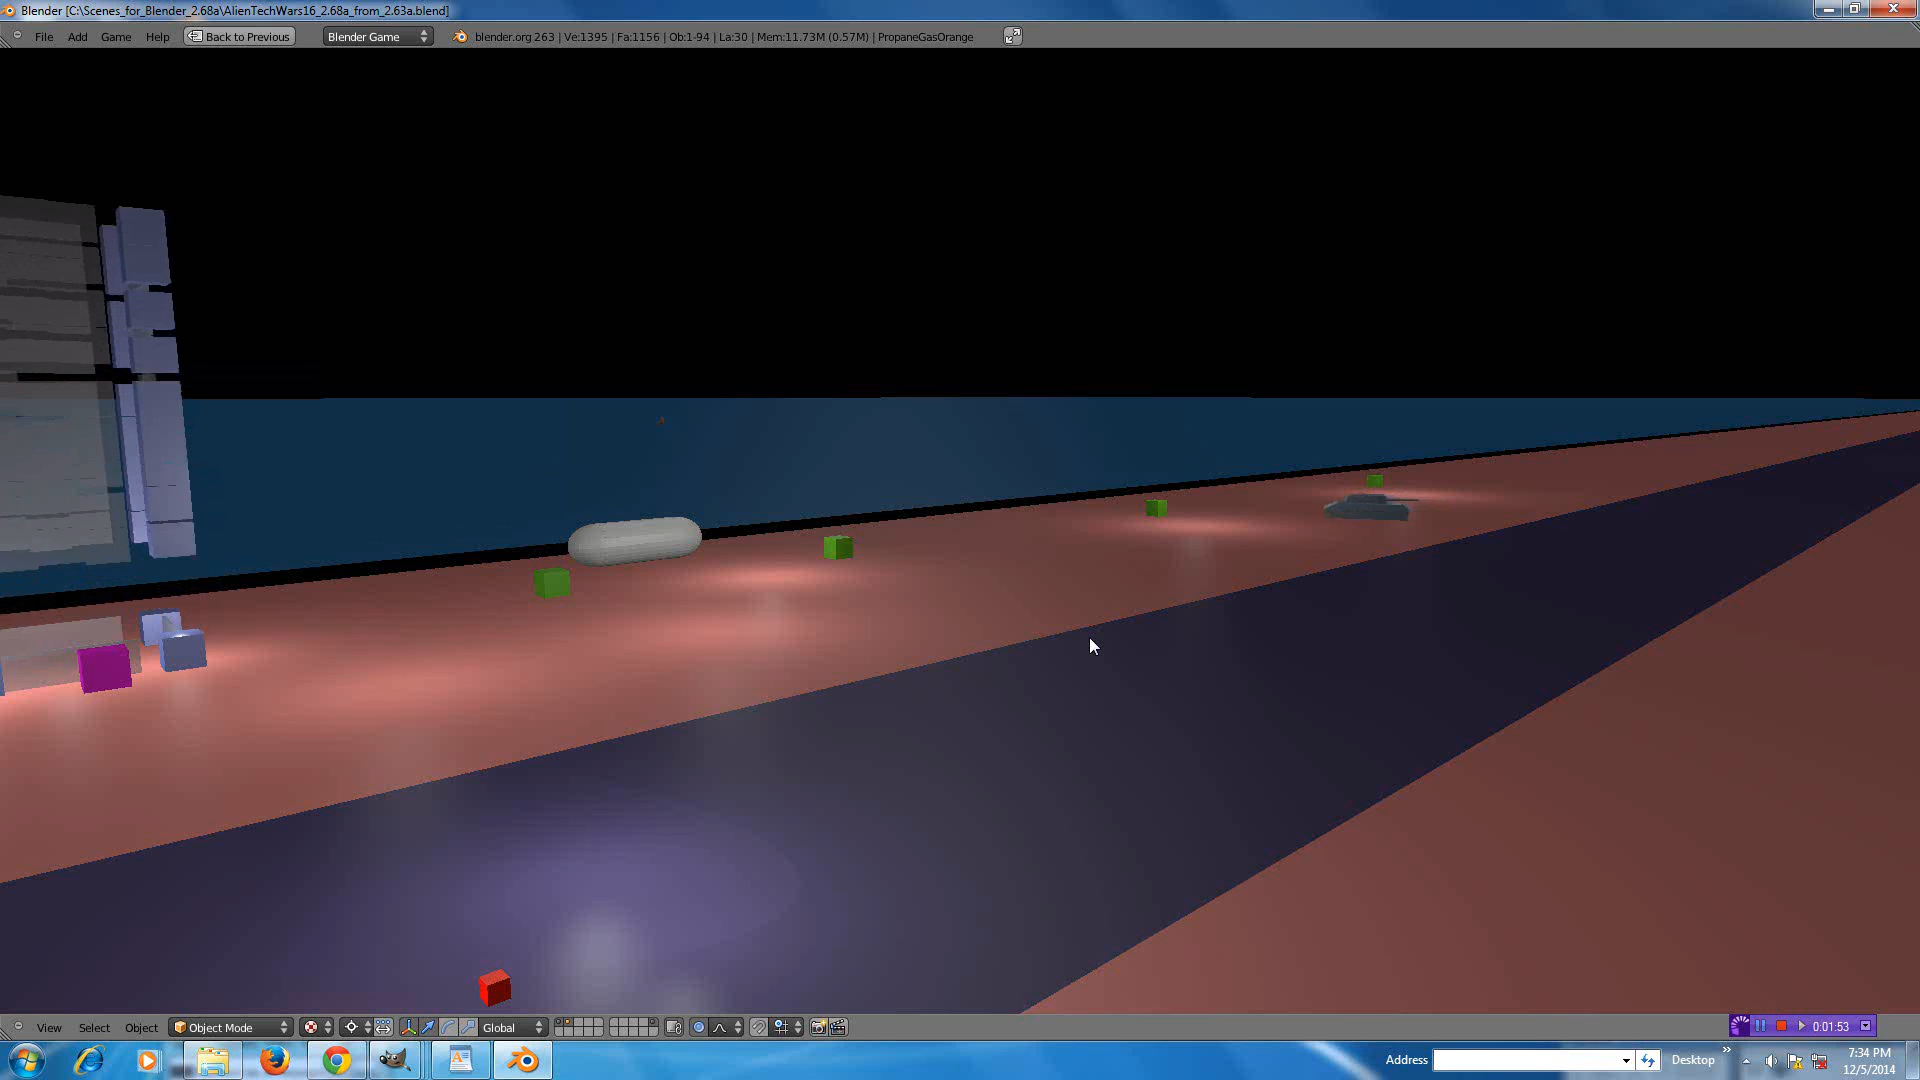 Blender [C:\Scenes_for_Blender_2.68a\AlienTechWars16_2.68a_from_2.63a.blend]
File Add Game Help Back to Previous Blender Game blender.org 263 | Ve:1395 | Fa:1156 | Ob:1-94 | La:30 | Mem:11.73M (0.57M) | PropaneGasOrange
View Select Object Object Mode Global 0:01:53
Address Desktop » 7:34 PM
12/5/2014